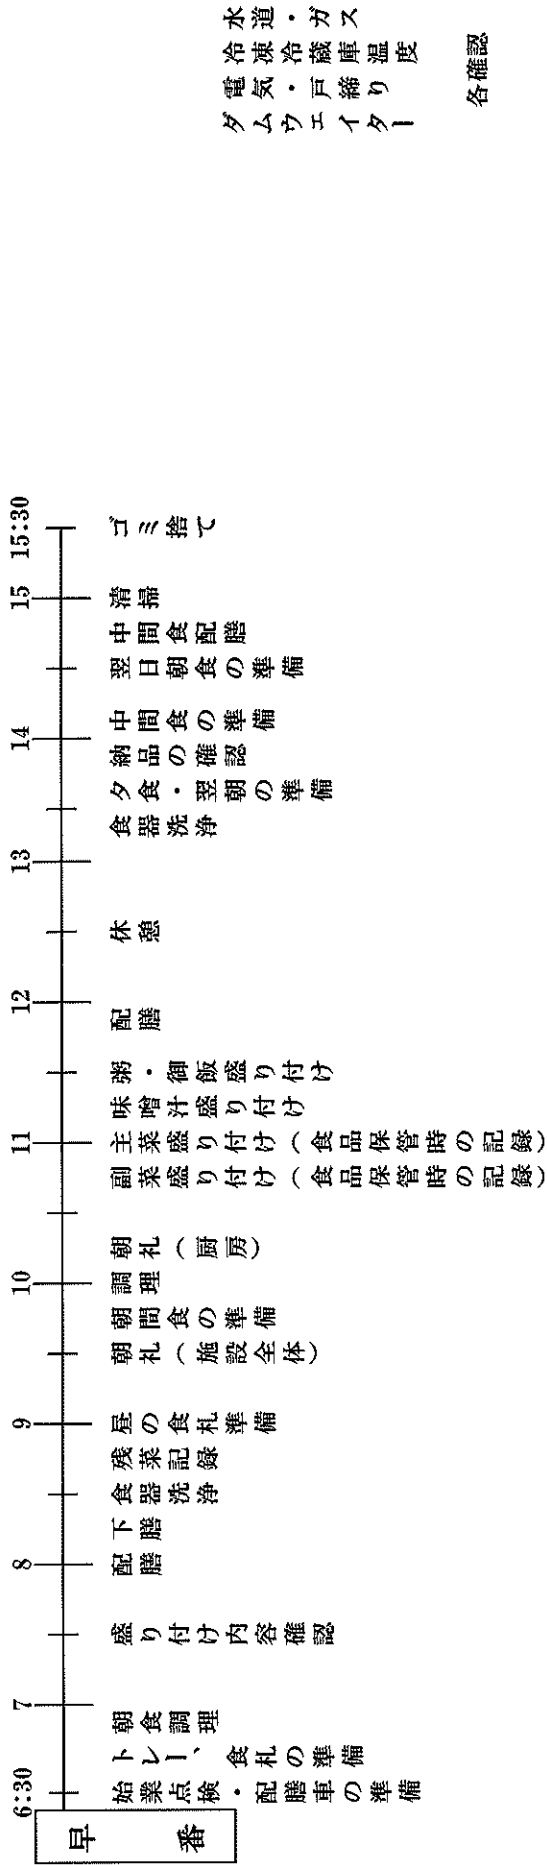 早 番
6:30 7 8 9 10 11 12 13 14 15 15:30
始業点検・配膳車の準備
トレー、食札の準備
朝食調理
盛り付け内容確認
配膳
下膳
食器洗浄
残菜記録
昼の食札準備
朝礼（施設全体）
朝間食の準備
調理
朝礼（厨房）
副菜盛り付け（食品保管時の記録）
主菜盛り付け（食品保管時の記録）
味噌汁盛り付け
粥・御飯盛り付け
配膳
休憩
食器洗浄
夕食・翌朝の準備
納品の確認
中間食の準備
翌日朝食の準備
中間食配膳
清掃
ゴミ捨て
水道・ガス
冷凍冷蔵庫温度
電気・戸締り
ダムウェイター
各確認